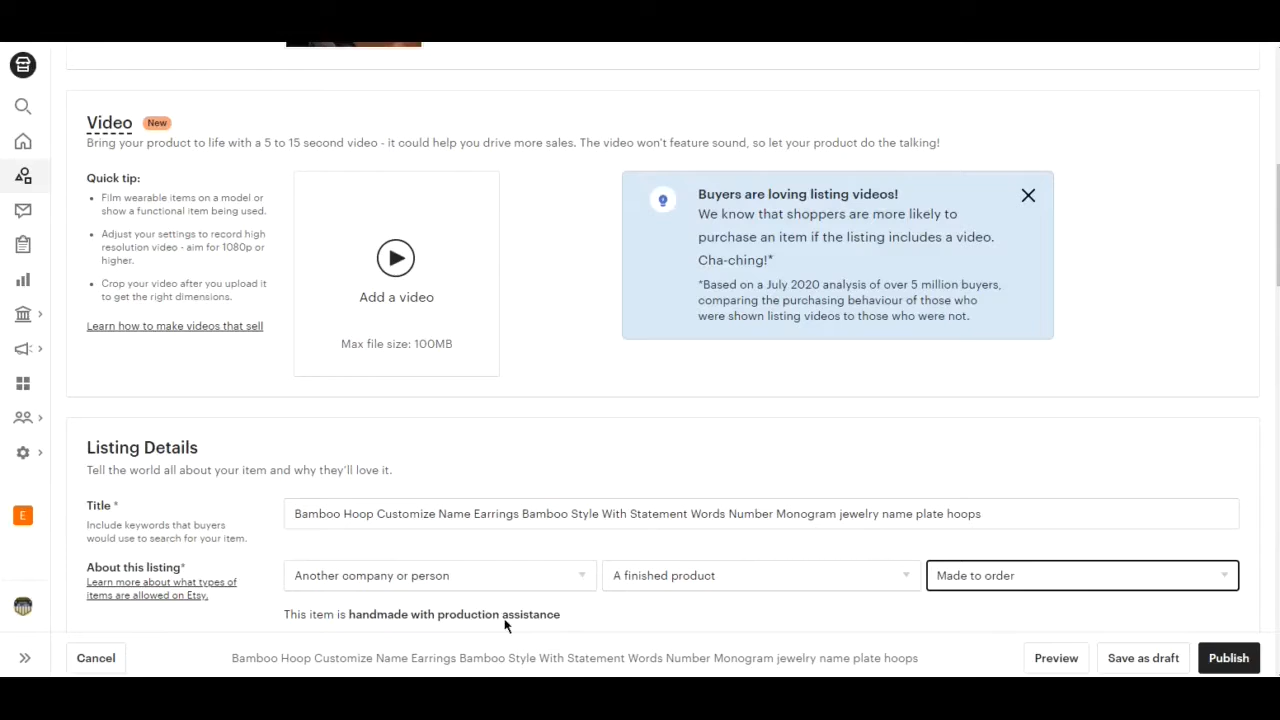 Video New
Bring your product to life with a 5 to 15 second video - it could help you drive more sales. The video won't feature sound, so let your product do the talking!
Quick tip:
Film wearable items on a model or
show a functional item being used.
Adjust your settings to record high
resolution video - aim for 1080p or
higher.
Crop your video after you upload it
to get the right dimensions.
Learn how to make videos that sell
Add a video
Max file size: 100MB
Buyers are loving listing videos!
We know that shoppers are more likely to
purchase an item if the listing includes a video.
Cha-ching!*
*Based on a July 2020 analysis of over 5 million buyers,
comparing the purchasing behaviour of those who
were shown listing videos to those who were not.
Listing Details
Tell the world all about your item and why they'll love it.
Title *
Include keywords that buyers
would use to search for your item.
Bamboo Hoop Customize Name Earrings Bamboo Style With Statement Words Number Monogram jewelry name plate hoops
About this listing*
Learn more about what types of
items are allowed on Etsy.
Another company or person
A finished product
Made to order
This item is handmade with production assistance
E
Cancel
Bamboo Hoop Customize Name Earrings Bamboo Style With Statement Words Number Monogram jewelry name plate hoops
Preview
Save as draft
Publish